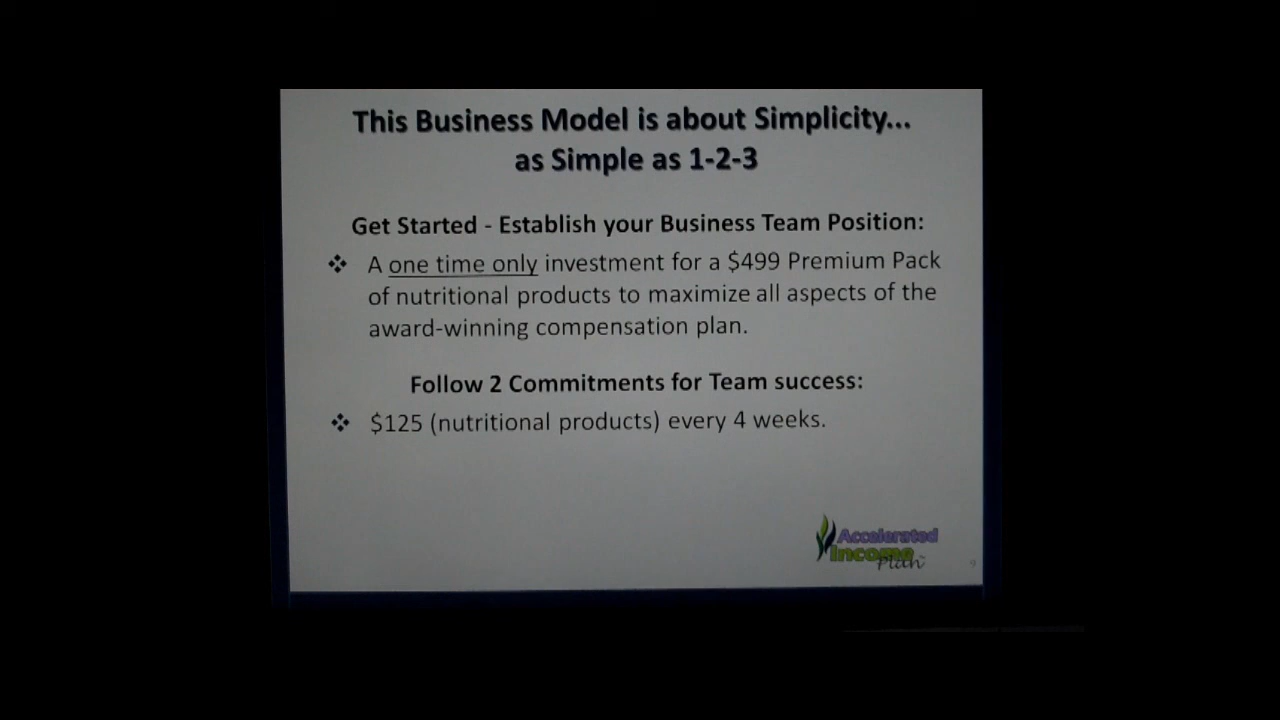 This Business Model is about Simplicity...
as Simple as 1-2-3
Get Started - Establish your Business Team Position:
❖ A one time only investment for a $499 Premium Pack
of nutritional products to maximize all aspects of the
award-winning compensation plan.
Follow 2 Commitments for Team success:
❖ $125 (nutritional products) every 4 weeks.
Accelerated
Income
Plan
9